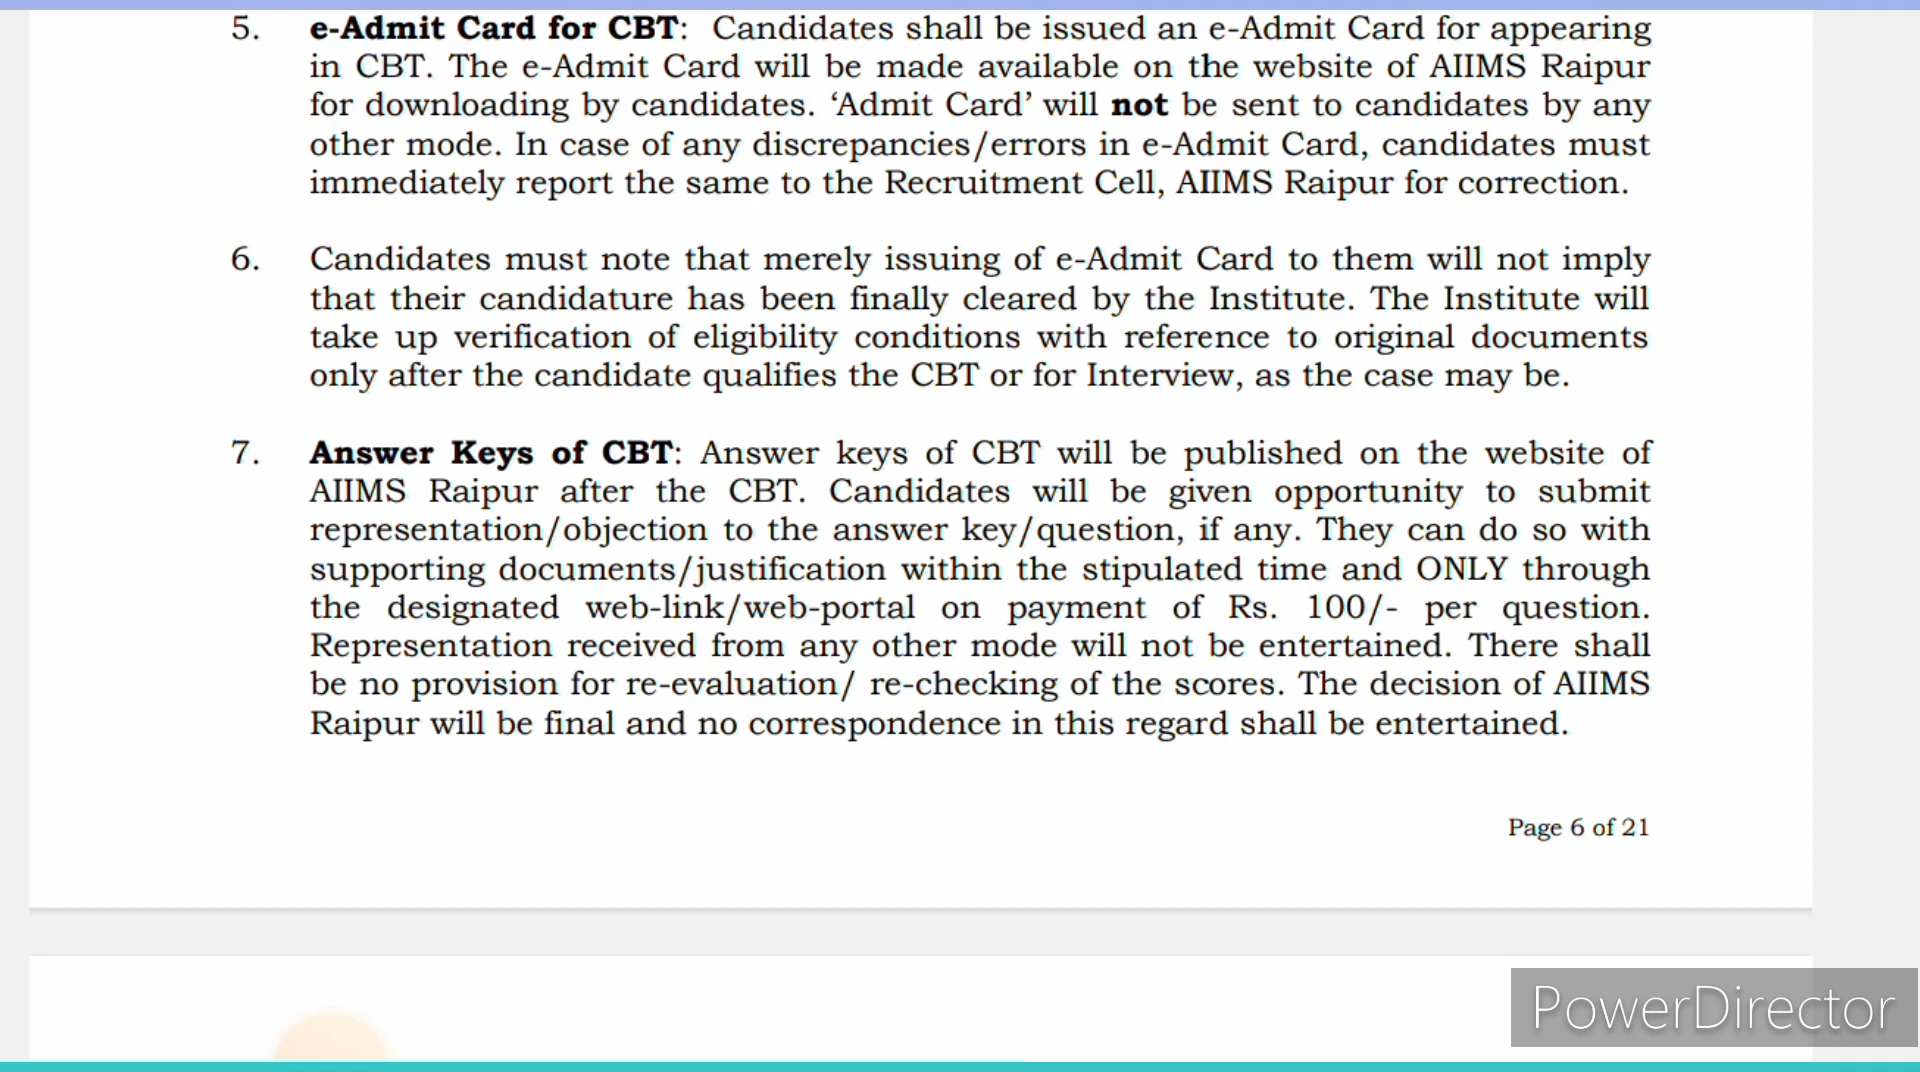 5. e-Admit Card for CBT: Candidates shall be issued an e-Admit Card for appearing
in CBT. The e-Admit Card will be made available on the website of AIIMS Raipur
for downloading by candidates. ‘Admit Card’ will not be sent to candidates by any
other mode. In case of any discrepancies/errors in e-Admit Card, candidates must
immediately report the same to the Recruitment Cell, AIIMS Raipur for correction.
6. Candidates must note that merely issuing of e-Admit Card to them will not imply
that their candidature has been finally cleared by the Institute. The Institute will
take up verification of eligibility conditions with reference to original documents
only after the candidate qualifies the CBT or for Interview, as the case may be.
7. Answer Keys of CBT: Answer keys of CBT will be published on the website of
AIIMS Raipur after the CBT. Candidates will be given opportunity to submit
representation/objection to the answer key/question, if any. They can do so with
supporting documents/justification within the stipulated time and ONLY through
the designated web-link/web-portal on payment of Rs. 100/- per question.
Representation received from any other mode will not be entertained. There shall
be no provision for re-evaluation/ re-checking of the scores. The decision of AIIMS
Raipur will be final and no correspondence in this regard shall be entertained.
Page 6 of 21
PowerDirector